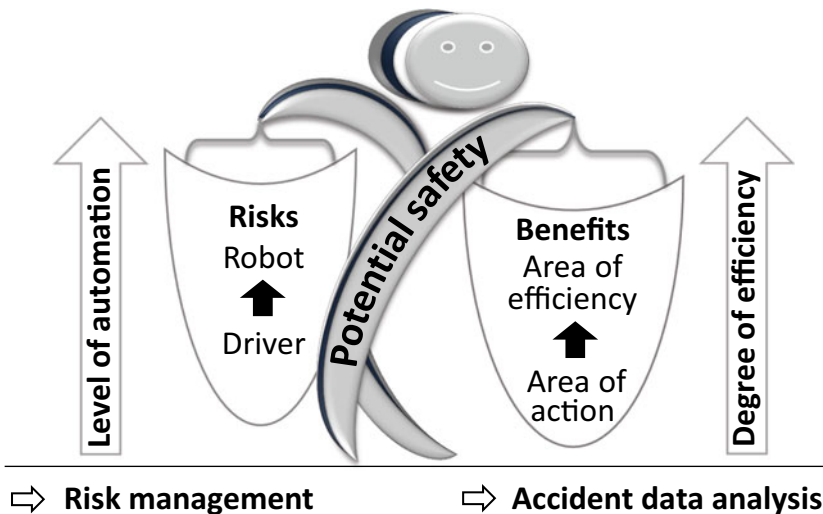 Level of automation
Risks
Robot
Driver
Potential safety
Benefits
Area of
efficiency
Area of
action
Degree of efficiency
Risk management
Accident data analysis